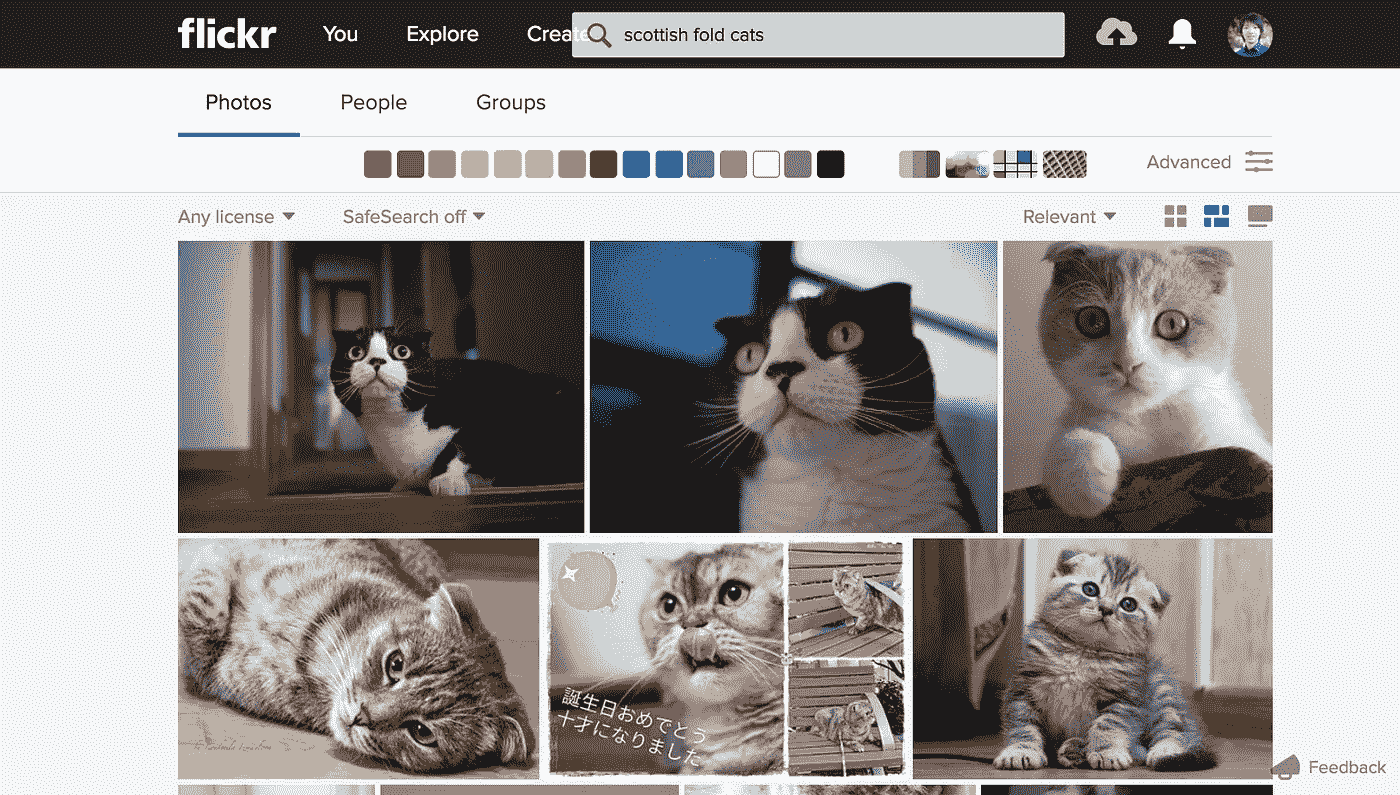 flickr
You
Explore
Create
scottish fold cats
Photos
People
Groups
Advanced
Any license
SafeSearch off
Relevant
誕生日おめでとう
十才になりました
Feedback